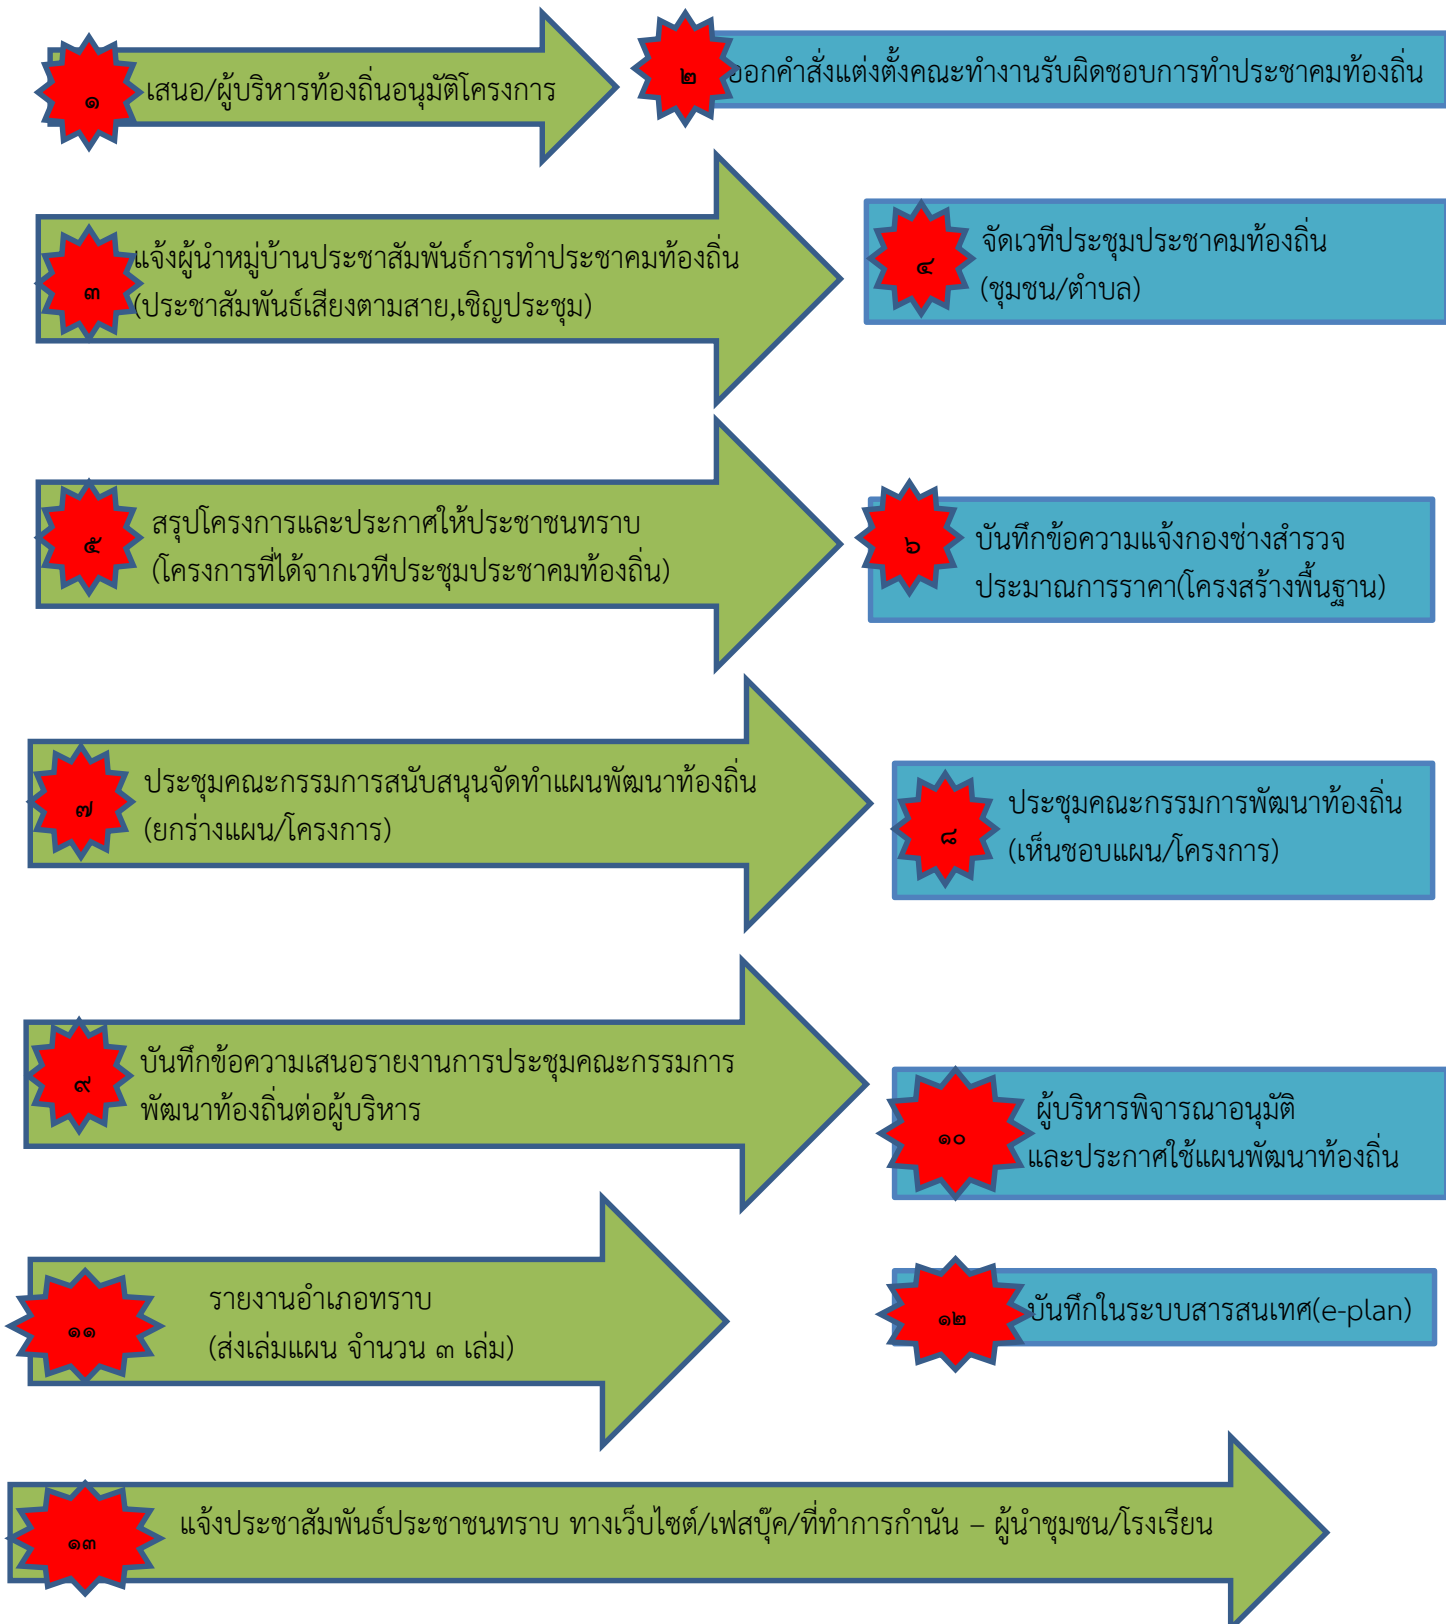 ๑
เสนอ/ผู้บริหารท้องถิ่นอนุมัติโครงการ
๒
ออกคำสั่งแต่งตั้งคณะทำงานรับผิดชอบการทำประชาคมท้องถิ่น
๓
แจ้งผู้นำหมู่บ้านประชาสัมพันธ์การทำประชาคมท้องถิ่น
(ประชาสัมพันธ์เสียงตามสาย,เชิญประชุม)
๔
จัดเวทีประชุมประชาคมท้องถิ่น
(ชุมชน/ตำบล)
๕
สรุปโครงการและประกาศให้ประชาชนทราบ
(โครงการที่ได้จากเวทีประชุมประชาคมท้องถิ่น)
๖
บันทึกข้อความแจ้งกองช่างสำรวจ
ประมาณการราคา(โครงสร้างพื้นฐาน)
๗
ประชุมคณะกรรมการสนับสนุนจัดทำแผนพัฒนาท้องถิ่น
(ยกร่างแผน/โครงการ)
๘
ประชุมคณะกรรมการพัฒนาท้องถิ่น
(เห็นชอบแผน/โครงการ)
๙
บันทึกข้อความเสนอรายงานการประชุมคณะกรรมการ
พัฒนาท้องถิ่นต่อผู้บริหาร
๑๐
ผู้บริหารพิจารณาอนุมัติ
และประกาศใช้แผนพัฒนาท้องถิ่น
๑๑
รายงานอำเภอทราบ
(ส่งเล่มแผน จำนวน ๓ เล่ม)
๑๒
บันทึกในระบบสารสนเทศ(e-plan)
๑๓
แจ้งประชาสัมพันธ์ประชาชนทราบ ทางเว็บไซต์/เฟสบุ๊ค/ที่ทำการกำนัน – ผู้นำชุมชน/โรงเรียน